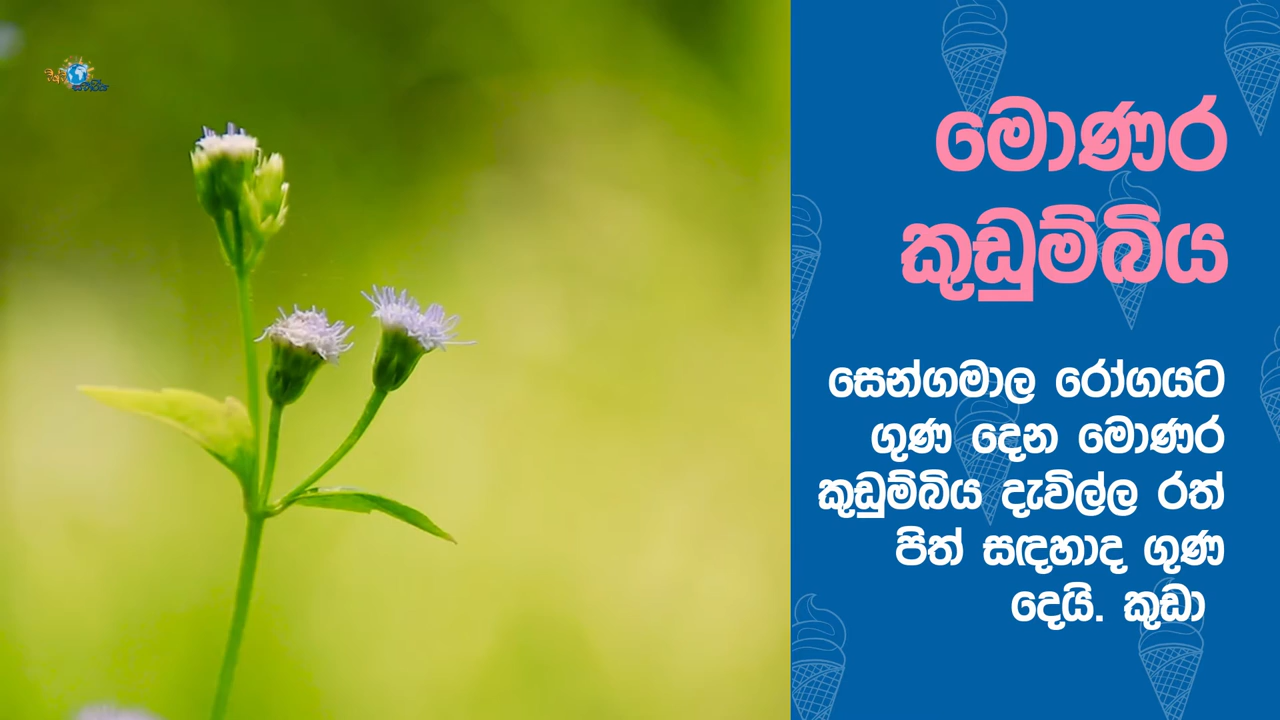 මොණර
කුඩුම්බිය
සෙන්ගමාල රෝගයට
ගුණ දෙන මොණර
කුඩුම්බිය දැවිල්ල රත්
පිත් සඳහාද ගුණ
දෙයි. කුඩා